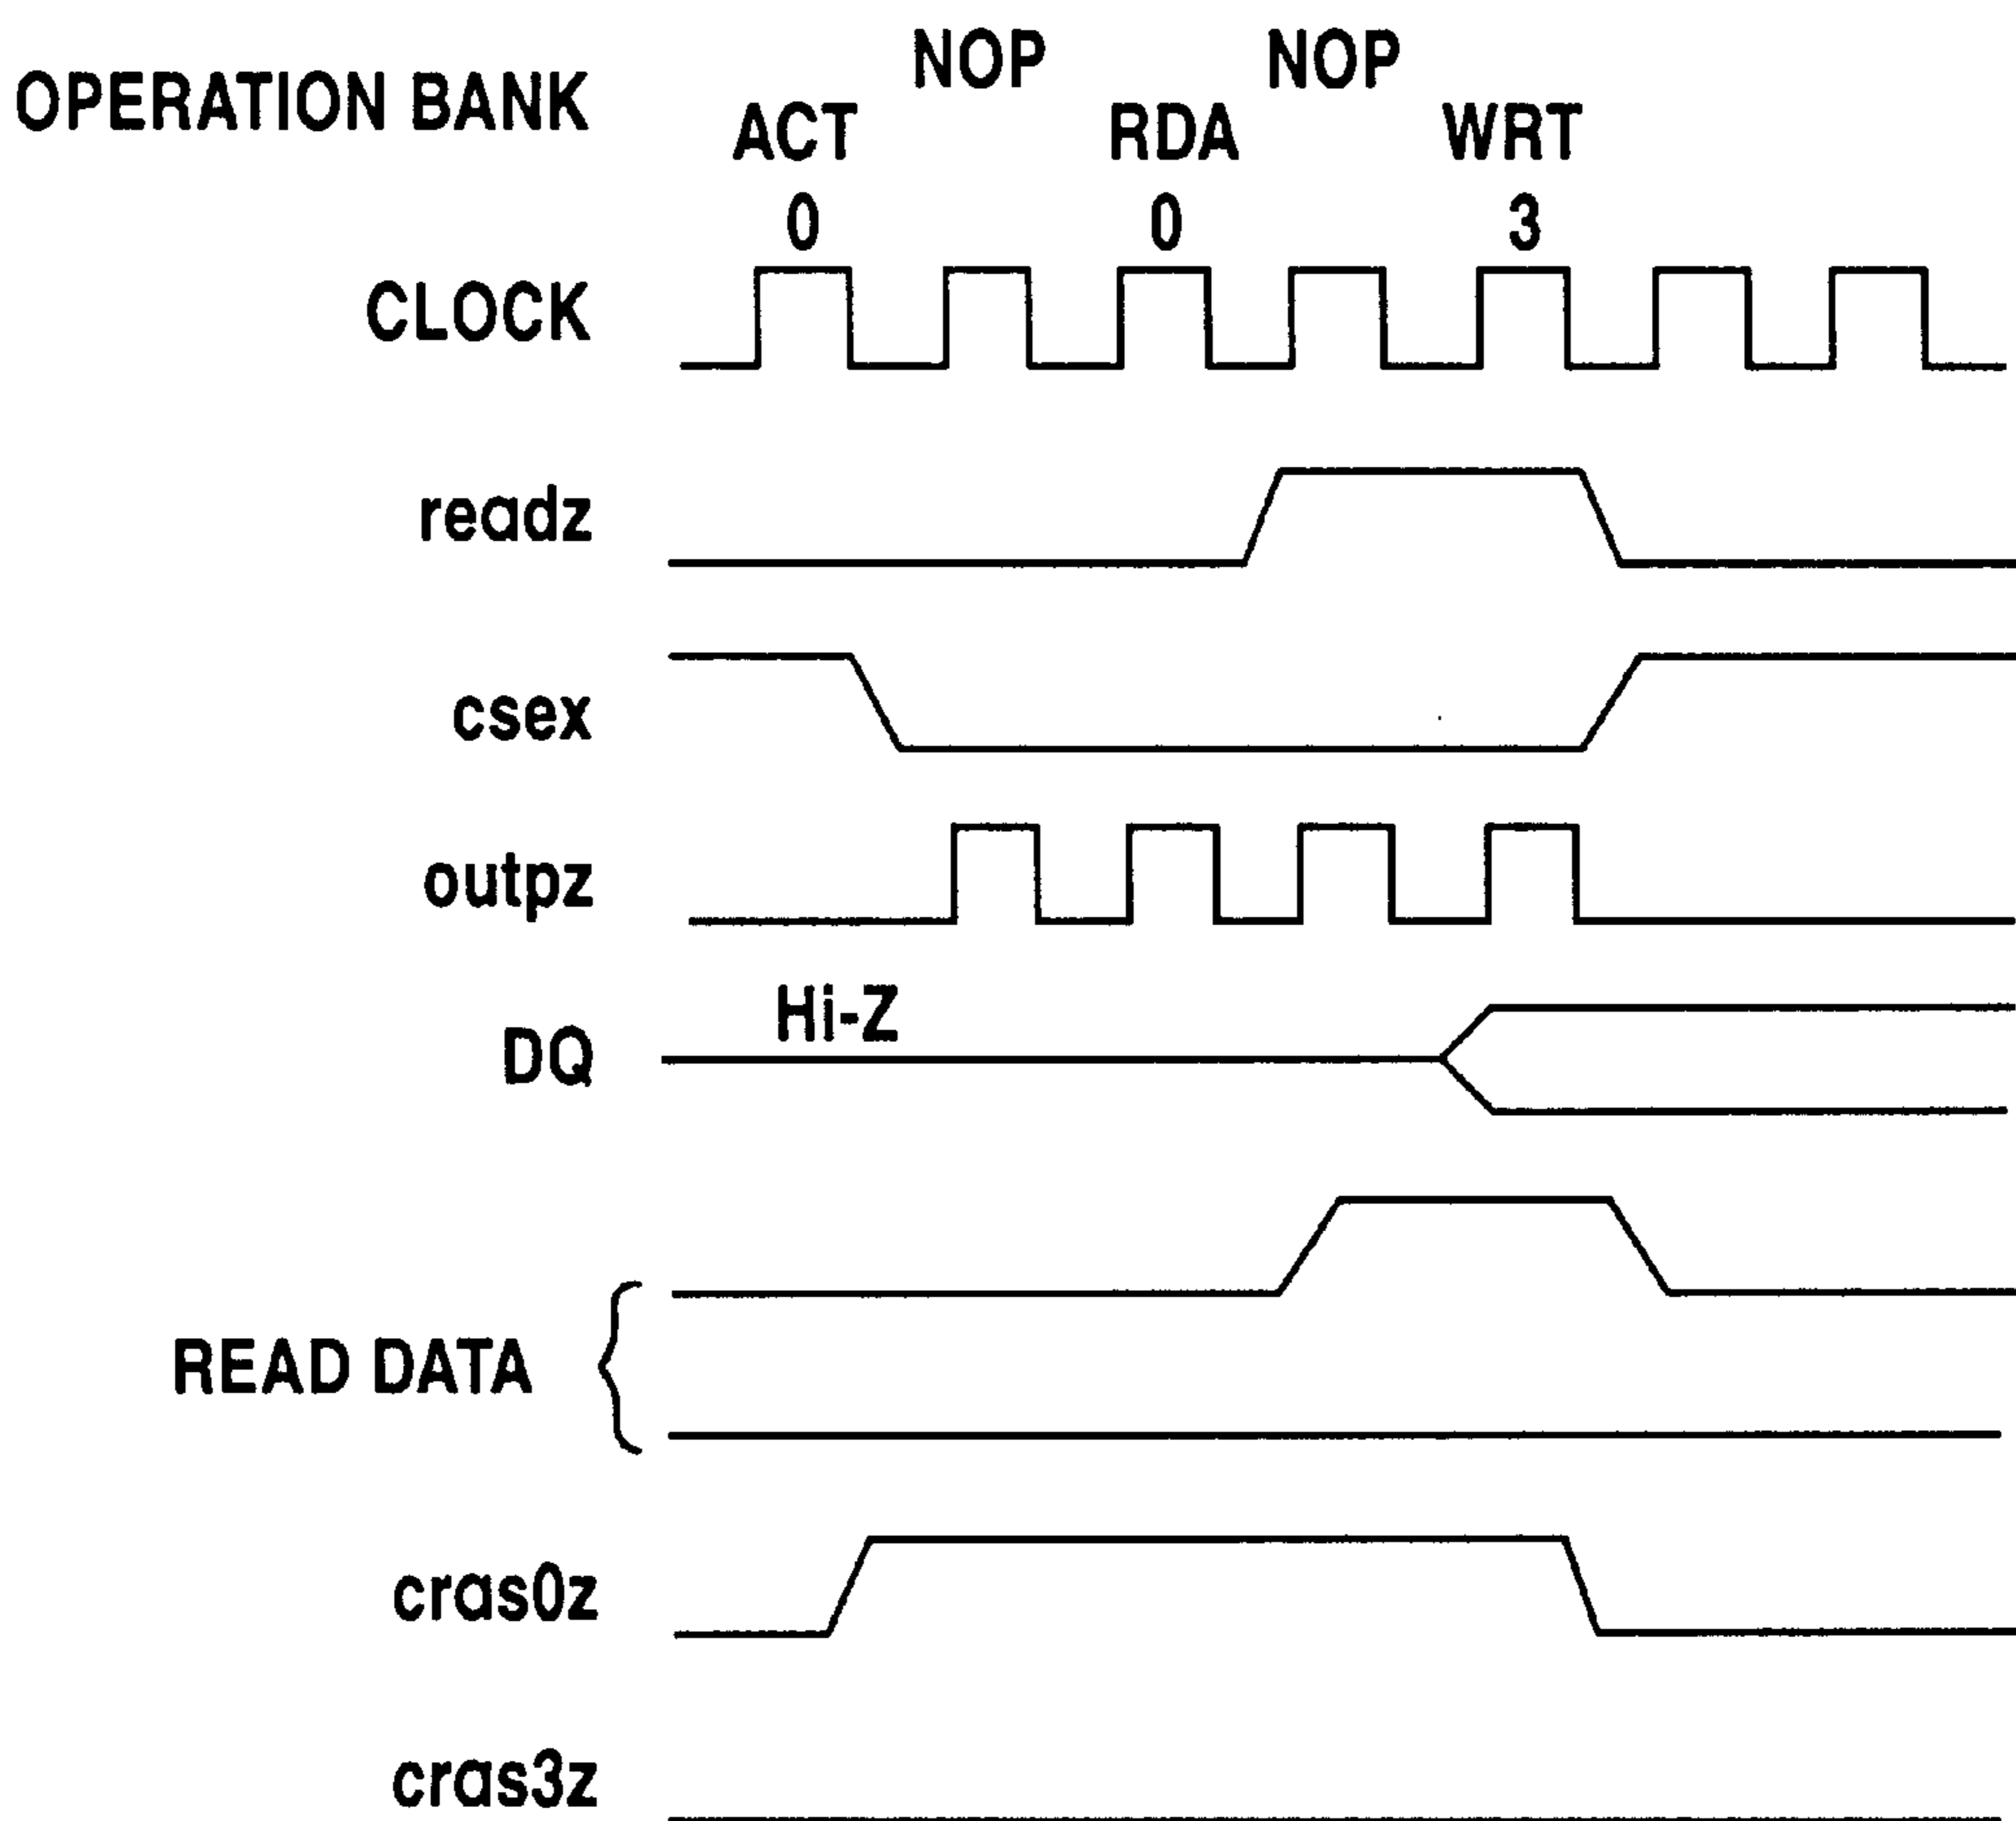 NOP NOP
OPERATION BANK ACT RDA WRT
0 0 3
CLOCK
readz
csex
outpz
Hi-Z
DQ
READ DATA
cras0z
cras3z